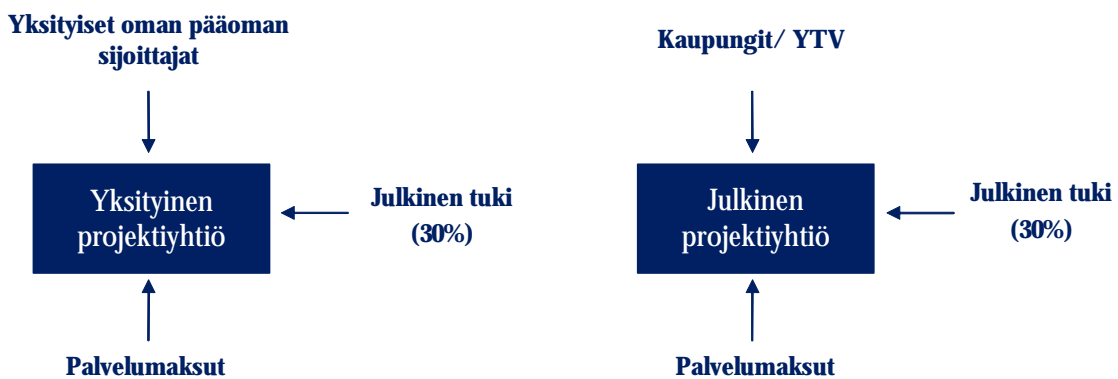 Yksityiset oman pääoman
sijoittajat
Yksityinen
projektiyhtiö
Julkinen tuki
(30%)
Palvelumaksut
Kaupungit/ YTV
Julkinen
projektiyhtiö
Julkinen tuki
(30%)
Palvelumaksut